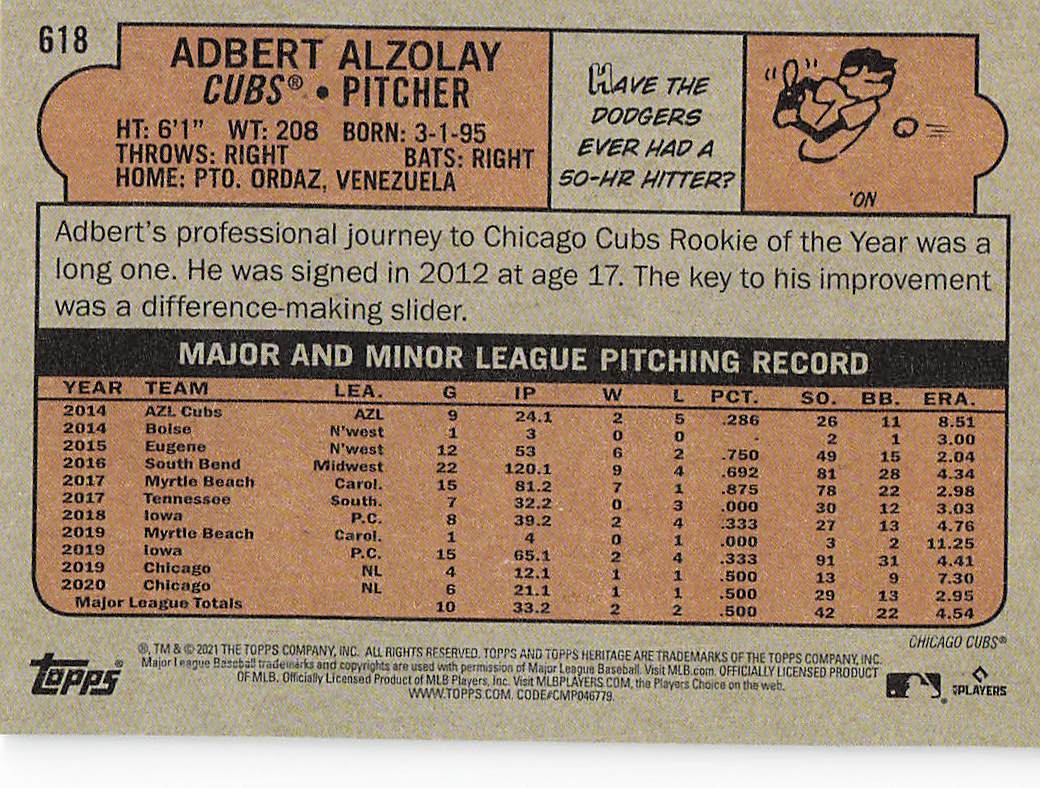 618
ADBERT ALZOLAY
CUBS® • PITCHER
HT: 6'1" WT: 208 BORN: 3-1-95
THROWS: RIGHT BATS: RIGHT
HOME: PTO. ORDAZ, VENEZUELA
HAVE THE
DODGERS
EVER HAD A
50-HR HITTER?
'ON
Adbert's professional journey to Chicago Cubs Rookie of the Year was a
long one. He was signed in 2012 at age 17. The key to his improvement
was a difference-making slider.
MAJOR AND MINOR LEAGUE PITCHING RECORD
YEAR TEAM LEA. G IP W L PCT. SO. BB. ERA.
2014 AZL Cubs AZL 9 24.1 2 5 .286 26 11 8.51
2014 Boise N'west 1 3 0 0 - 2 1 3.00
2015 Eugene N'west 12 53 6 2 .750 49 15 2.04
2016 South Bend Midwest 22 120.1 9 4 .692 81 28 4.34
2017 Myrtle Beach Carol. 15 81.2 7 1 .875 78 22 2.98
2017 Tennessee South. 7 32.2 0 3 .000 30 12 3.03
2018 Iowa P.C. 8 39.2 2 4 .333 27 13 4.76
2019 Myrtle Beach Carol. 1 4 0 1 .000 3 2 11.25
2019 Iowa P.C. 15 65.1 2 4 .333 91 31 4.41
2019 Chicago NL 4 12.1 1 1 .500 13 9 7.30
2020 Chicago NL 6 21.1 1 1 .500 29 13 2.95
Major League Totals 10 33.2 2 2 .500 42 22 4.54
CHICAGO CUBS®
®, TM & © 2021 THE TOPPS COMPANY, INC. ALL RIGHTS RESERVED. TOPPS AND TOPPS HERITAGE ARE TRADEMARKS OF THE TOPPS COMPANY, INC.
Major League Baseball trademarks and copyrights are used with permission of Major League Baseball. Visit MLB.com. OFFICIALLY LICENSED PRODUCT
OF MLB. Officially Licensed Product of MLB Players, Inc. Visit MLBPLAYERS.COM, the Players Choice on the web.
WWW.TOPPS.COM. CODE#CMP046779.
Topps®
PLAYERS